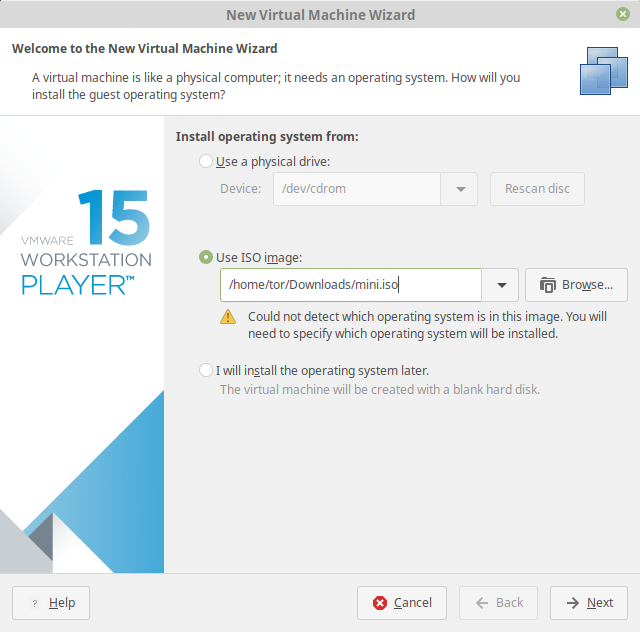 New Virtual Machine Wizard
Welcome to the New Virtual Machine Wizard
A virtual machine is like a physical computer; it needs an operating system. How will you
install the guest operating system?
Install operating system from:
Use a physical drive:
Device:
/dev/cdrom
Rescan disc
VMWARE 15
WORKSTATION
PLAYER™
Use ISO image:
/home/tor/Downloads/mini.iso
Browse...
Could not detect which operating system is in this image. You will
need to specify which operating system will be installed.
I will install the operating system later.
The virtual machine will be created with a blank hard disk.
? Help
Cancel
Back
Next